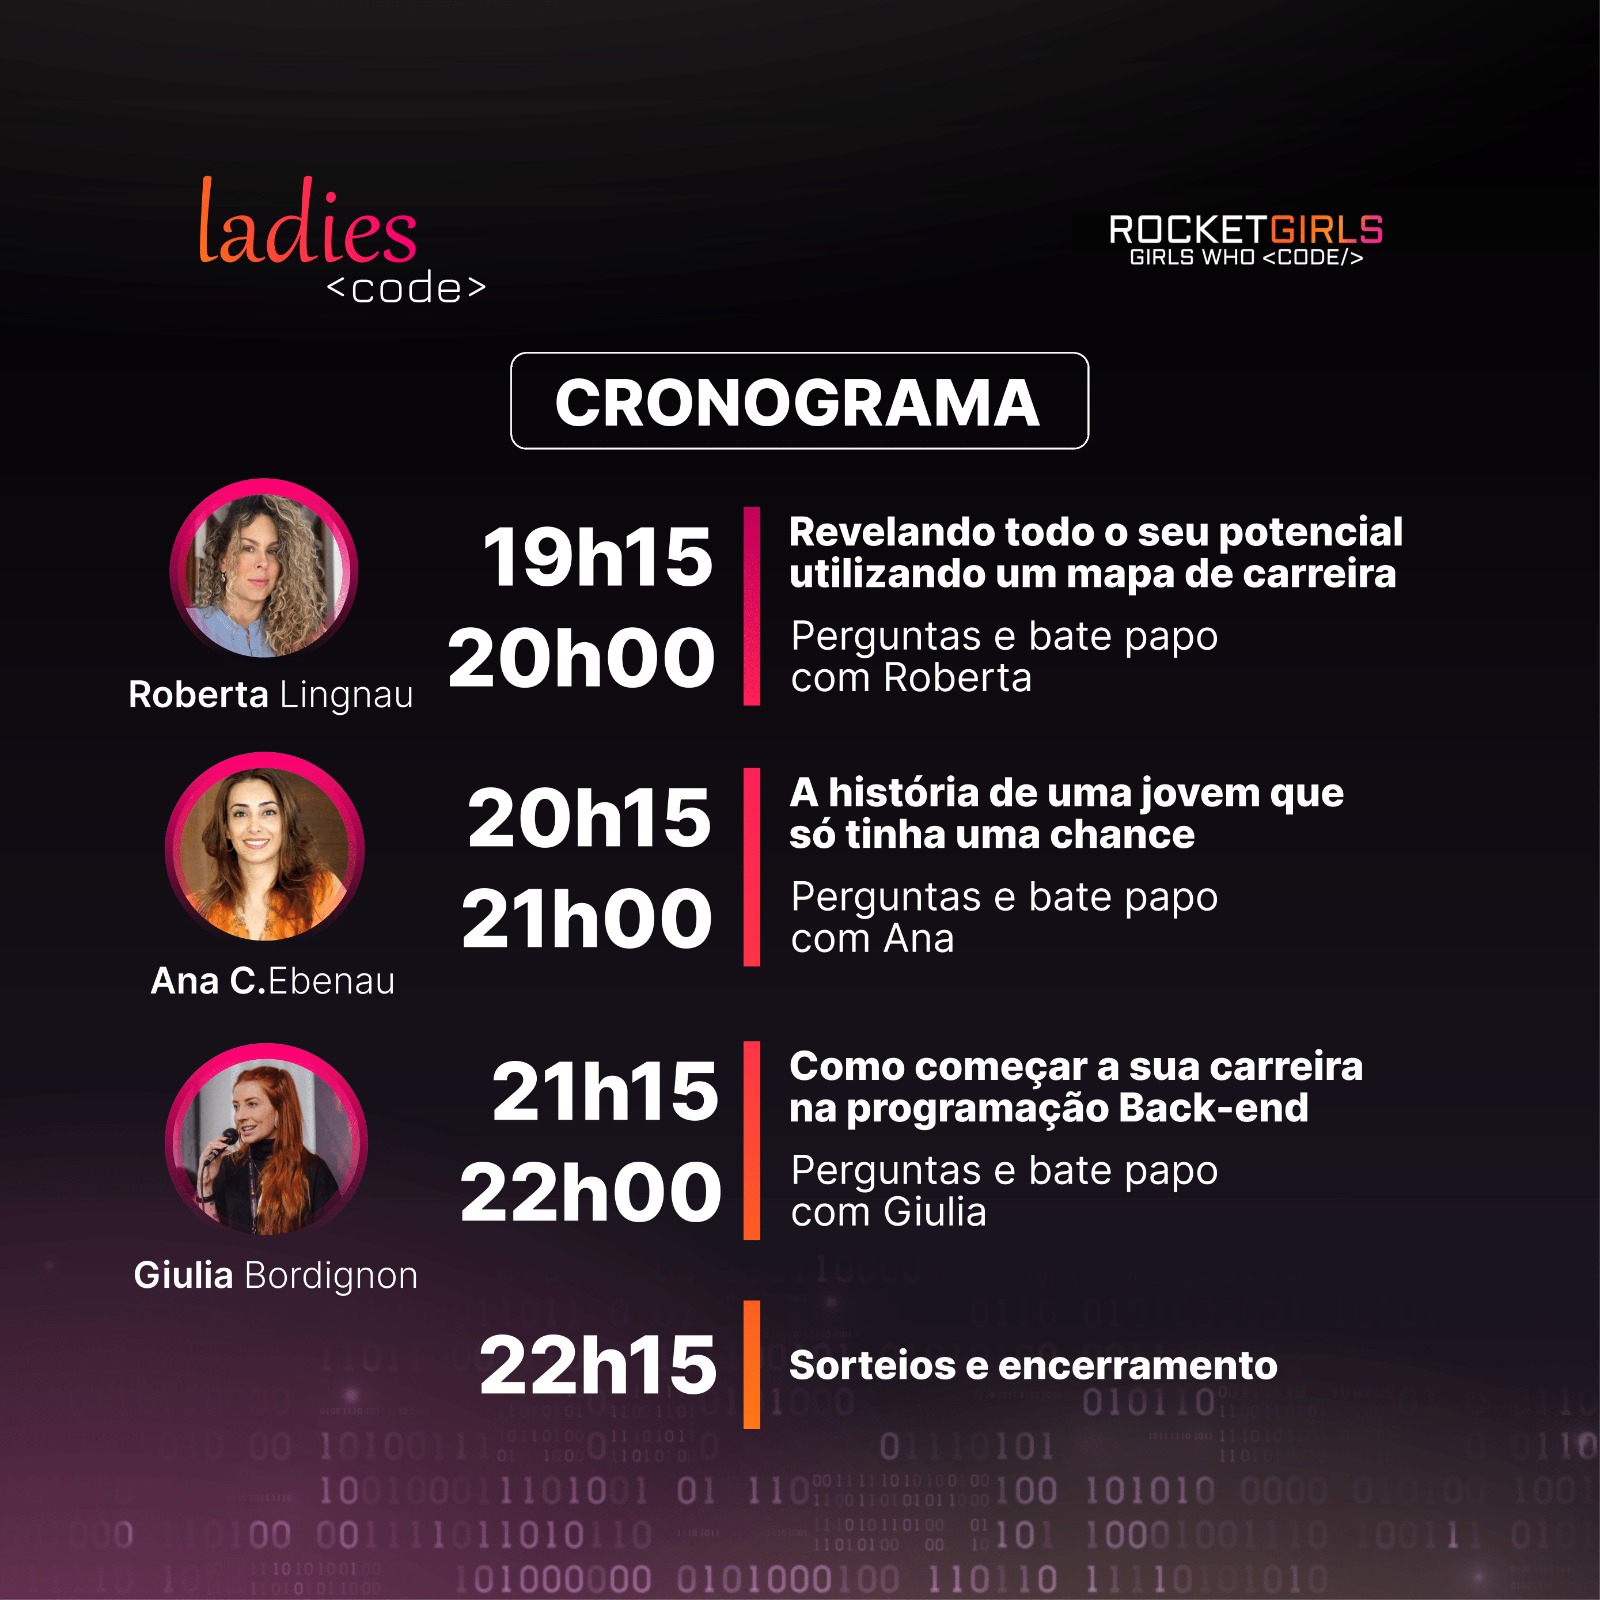 ladies
<code>
ROCKETGIRLS
GIRLS WHO <CODE/>
CRONOGRAMA
Roberta Lingnau
19h15
Revelando todo o seu potencial
utilizando um mapa de carreira
20h00
Perguntas e bate papo
com Roberta
Ana C.Ebenau
20h15
A história de uma jovem que
só tinha uma chance
21h00
Perguntas e bate papo
com Ana
Giulia Bordignon
21h15
Como começar a sua carreira
na programação Back-end
22h00
Perguntas e bate papo
com Giulia
22h15
Sorteios e encerramento